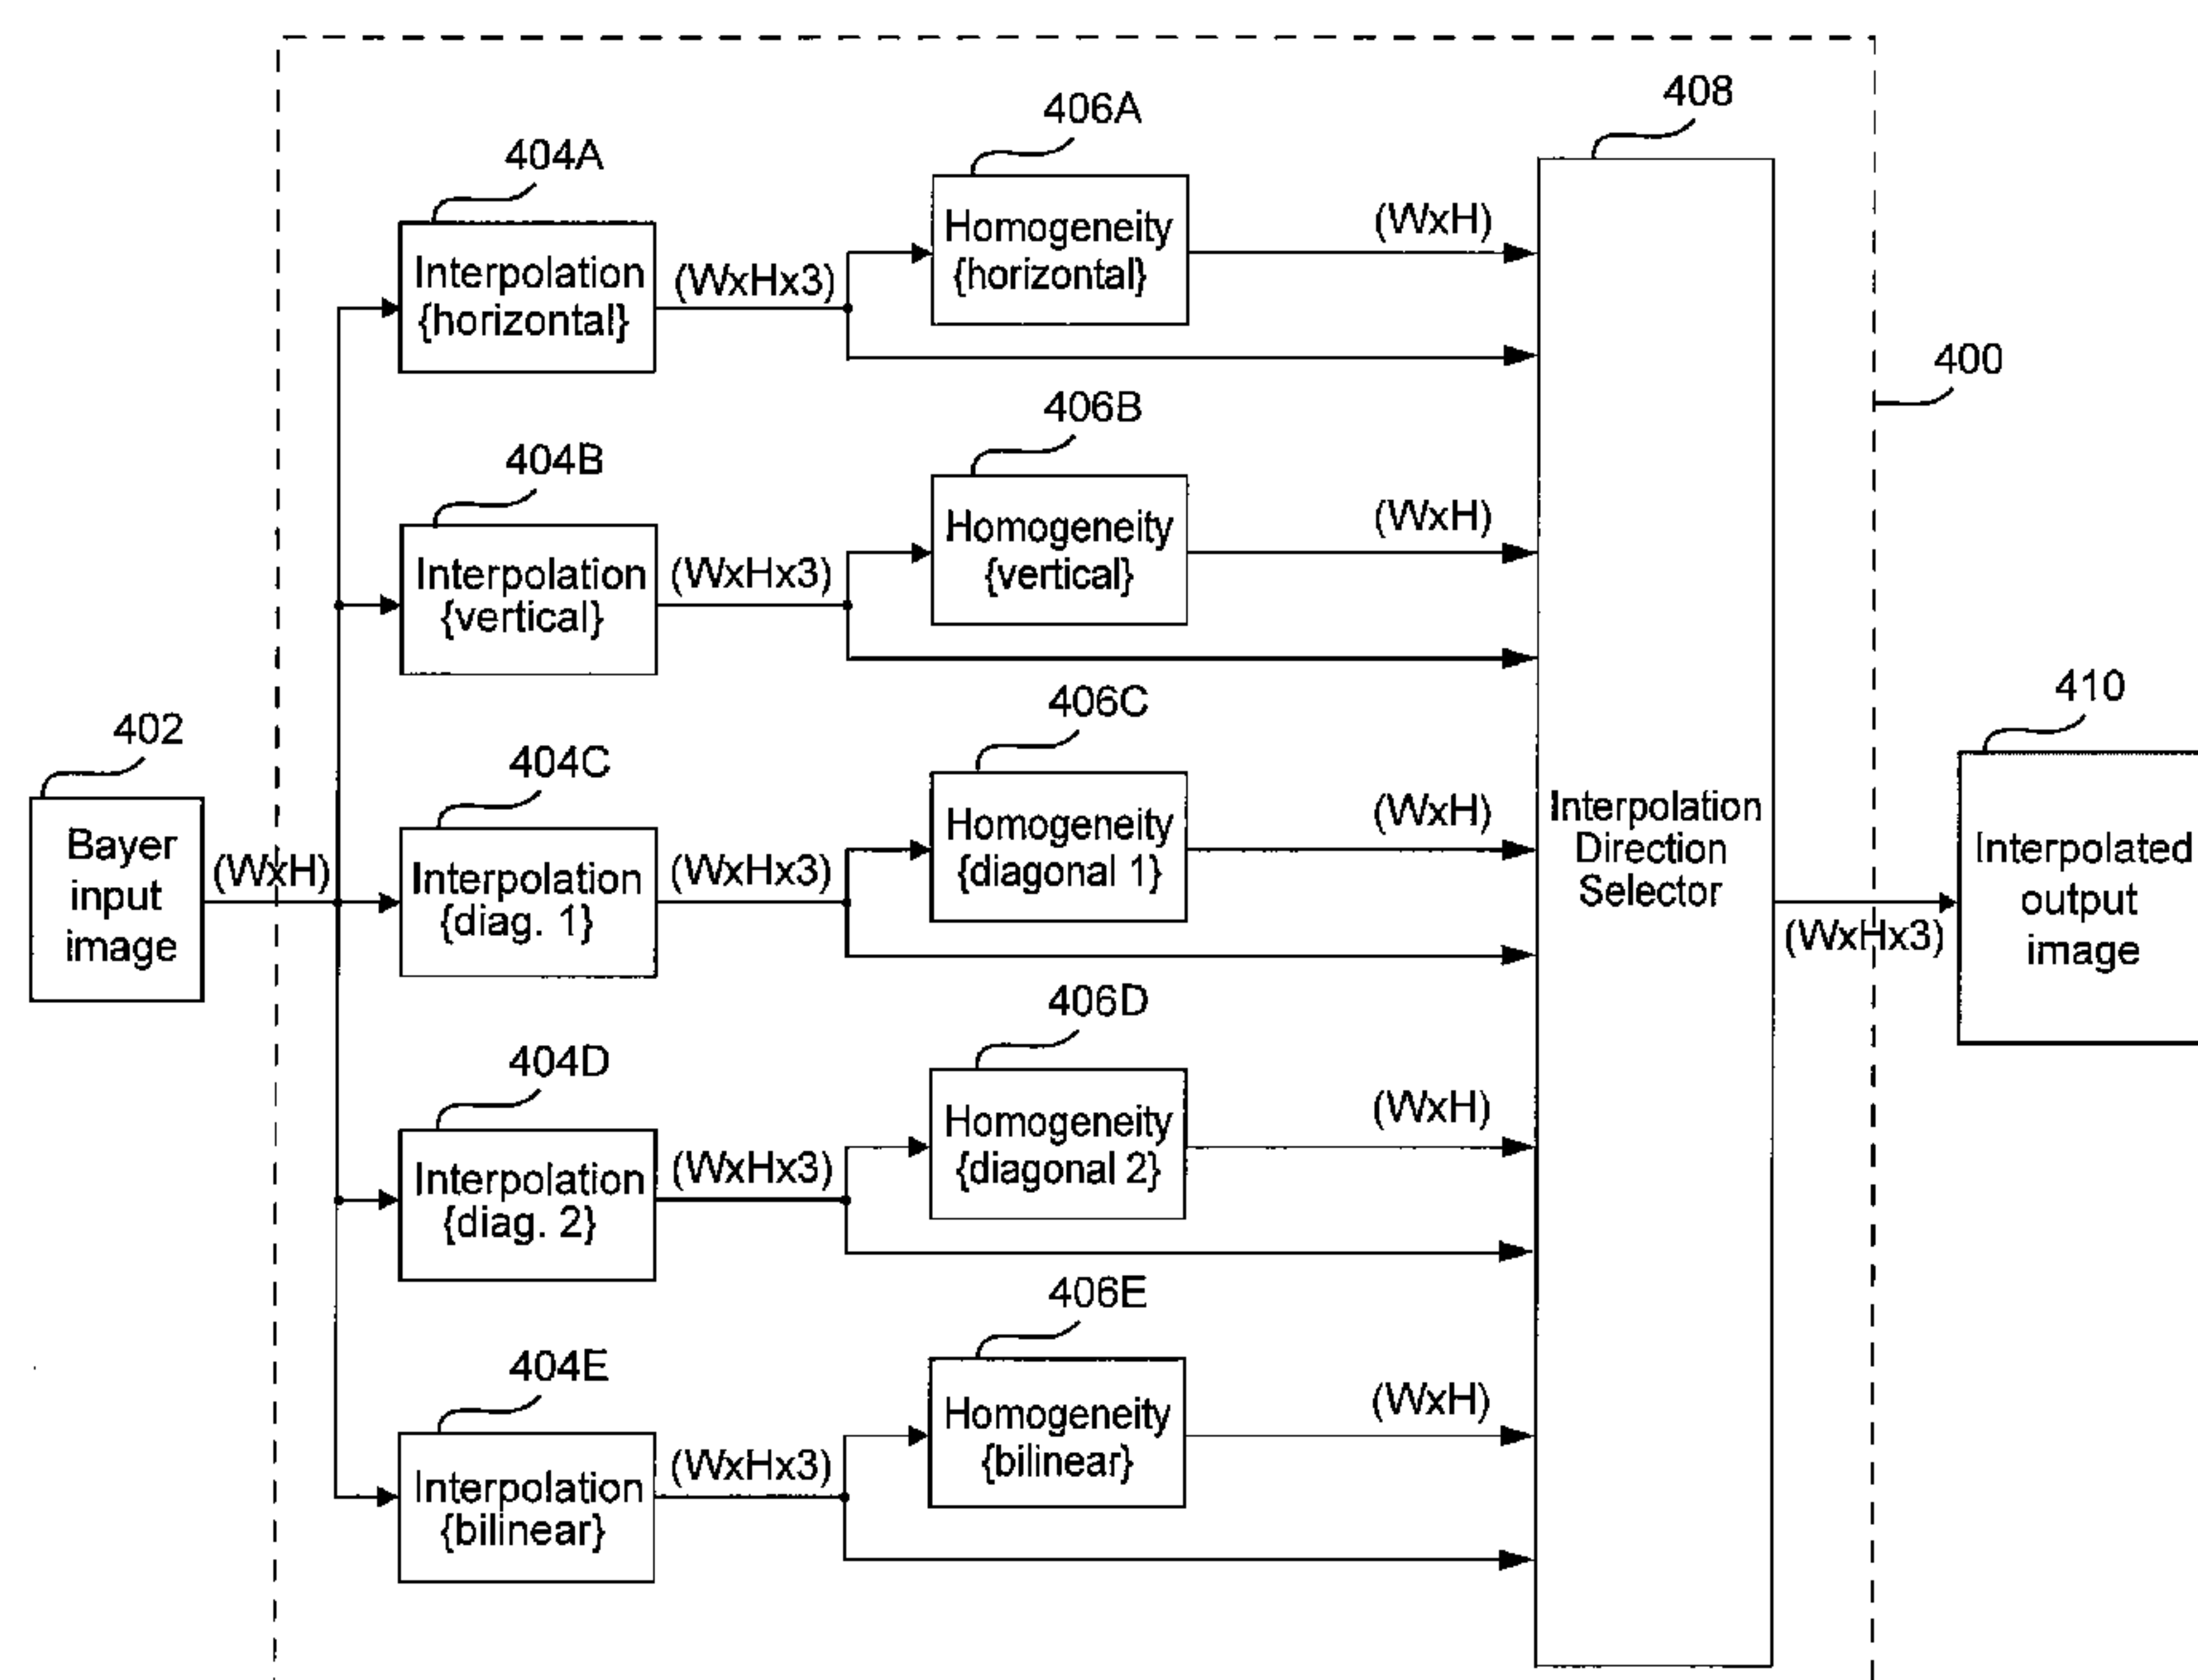 408
406A
404A
(WxH)
Homogeneity
{horizontal}
Interpolation
{horizontal}
(WxHx3)
400
406B
404B
(WxH)
Homogeneity
{vertical}
Interpolation
{vertical}
(WxHx3)
410
406C
402
404C
(WxH)
Homogeneity
{diagonal 1}
Interpolation
Direction
Selector
Bayer
input
image
(WxH)
Interpolation
{diag. 1}
(WxHx3)
Interpolated
output
image
(WxHx3)
406D
404D
(WxH)
Homogeneity
{diagonal 2}
Interpolation
{diag. 2}
(WxHx3)
406E
404E
(WxH)
Homogeneity
{bilinear}
Interpolation
{bilinear}
(WxHx3)